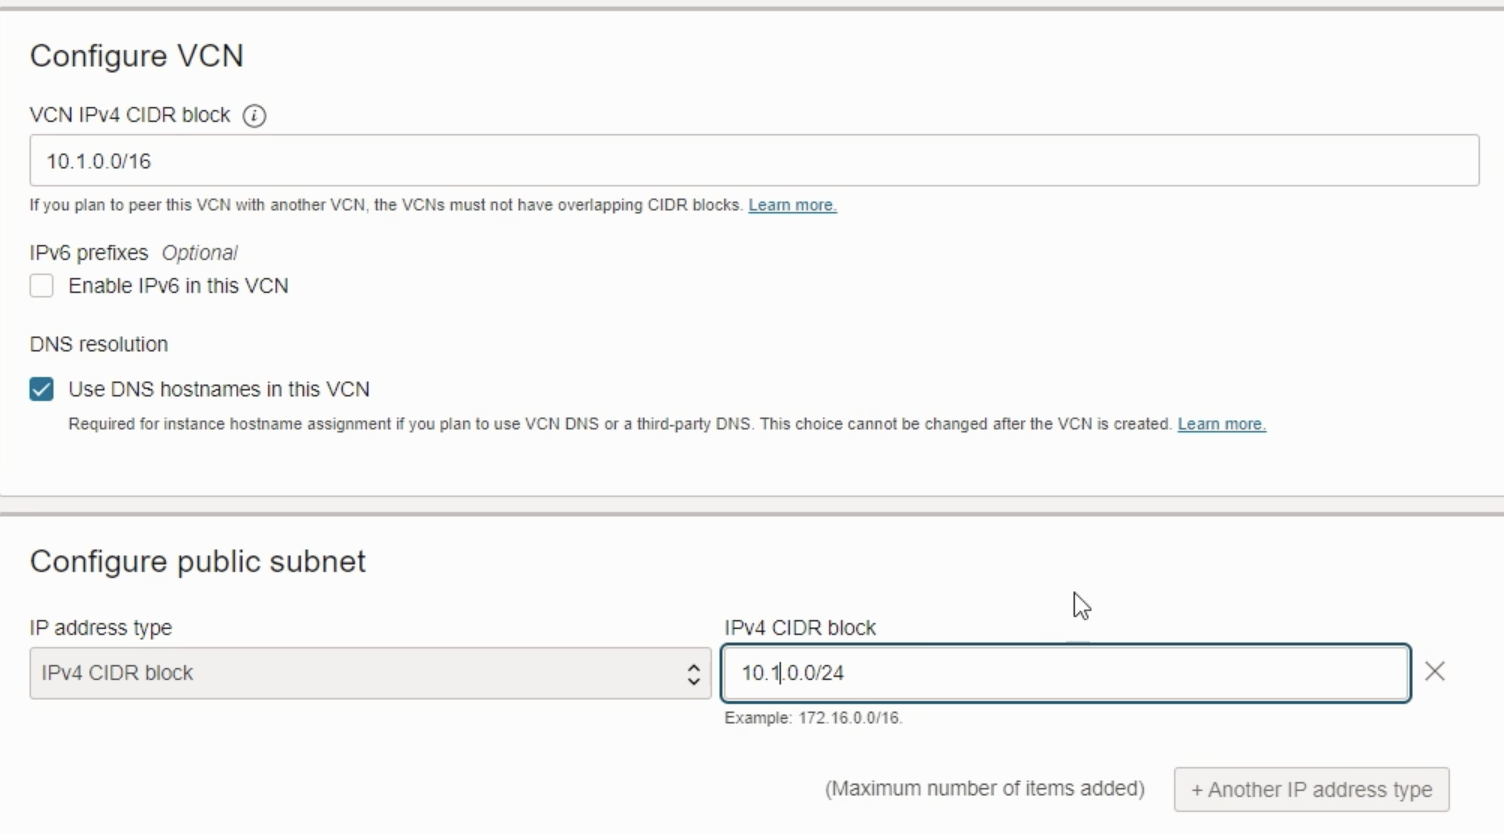 Configure VCN
VCN IPv4 CIDR block i
10.1.0.0/16
If you plan to peer this VCN with another VCN, the VCNs must not have overlapping CIDR blocks. Learn more.
IPv6 prefixes Optional
Enable IPv6 in this VCN
DNS resolution
Use DNS hostnames in this VCN
Required for instance hostname assignment if you plan to use VCN DNS or a third-party DNS. This choice cannot be changed after the VCN is created. Learn more.
Configure public subnet
IP address type
IPv4 CIDR block
IPv4 CIDR block
10.1.0.0/24
Example: 172.16.0.0/16.
(Maximum number of items added)
+ Another IP address type